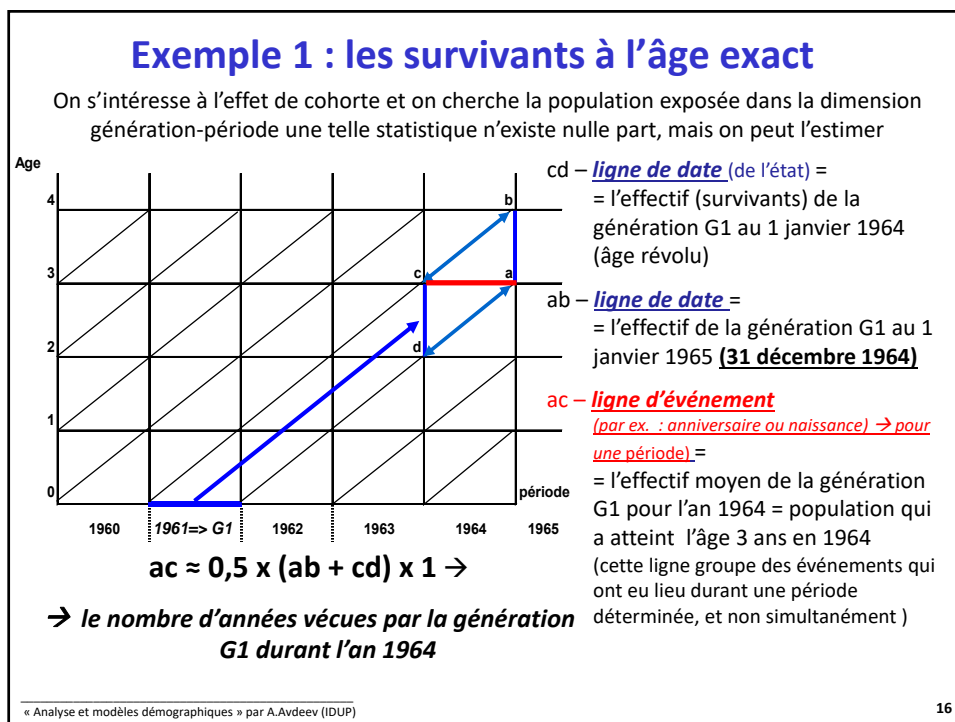 Exemple 1 : les survivants à l'âge exact
On s'intéresse à l'effet de cohorte et on cherche la population exposée dans la dimension
génération-période une telle statistique n'existe nulle part, mais on peut l'estimer
Age
4
3
2
1
0
b
c
a
d
période
1960
1961=> G1
1962
1963
1964
1965
ac ≈ 0,5 x (ab + cd) x 1 →
→ le nombre d'années vécues par la génération
G1 durant l'an 1964
cd – ligne de date (de l'état) =
= l'effectif (survivants) de la
génération G1 au 1 janvier 1964
(âge révolu)
ab – ligne de date =
= l'effectif de la génération G1 au 1
janvier 1965 (31 décembre 1964)
ac – ligne d'événement
(par ex. : anniversaire ou naissance) → pour
une période) =
= l'effectif moyen de la génération
G1 pour l'an 1964 = population qui
a atteint l'âge 3 ans en 1964
(cette ligne groupe des événements qui
ont eu lieu durant une période
déterminée, et non simultanément )
« Analyse et modèles démographiques » par A.Avdeev (IDUP)
16